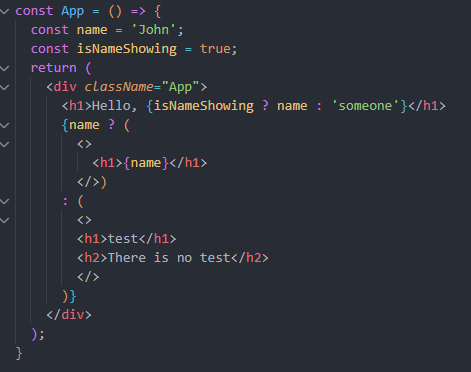 const App = () => {
  const name = 'John';
  const isNameShowing = true;
  return (
    <div className="App">
      <h1>Hello, {isNameShowing ? name : 'someone'}</h1>
      {name ? (
        <>
          <h1>{name}</h1>
        </>)
      : (
        <>
        <h1>test</h1>
        <h2>There is no test</h2>
        </>
      )}
    </div>
  );
}